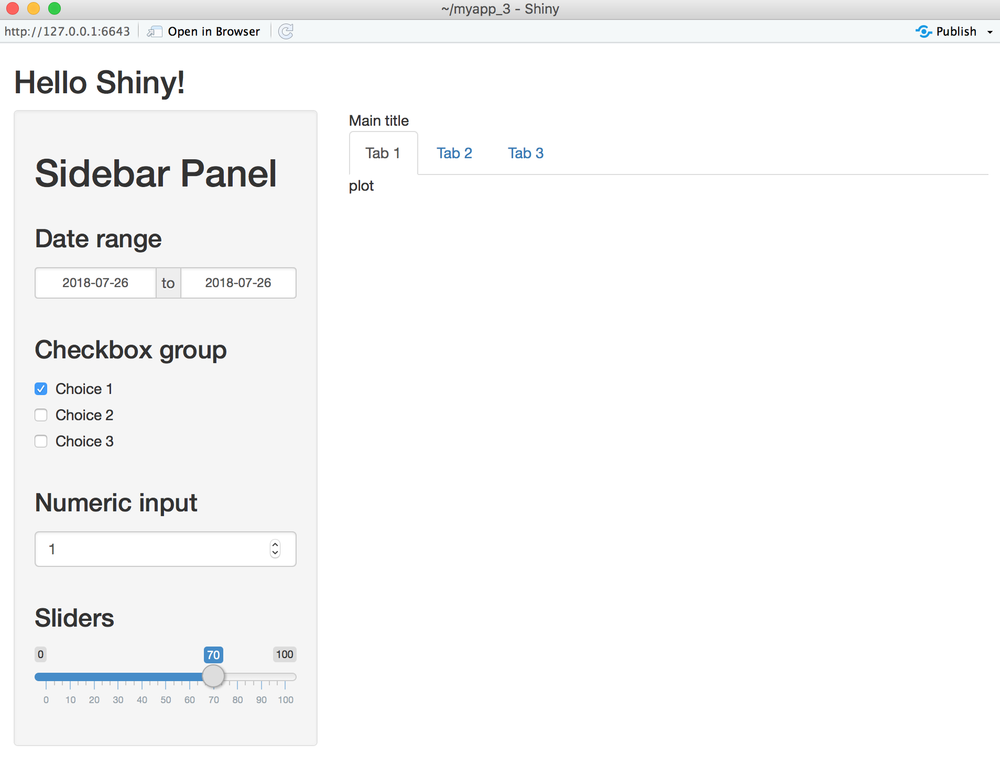 ~/myapp_3 - Shiny
http://127.0.0.1:6643 Open in Browser Publish
Hello Shiny!
Sidebar Panel
Date range
2018-07-26 to 2018-07-26
Checkbox group
Choice 1
Choice 2
Choice 3
Numeric input
1
Sliders
0 70 100
0 10 20 30 40 50 60 70 80 90 100
Main title
Tab 1 Tab 2 Tab 3
plot